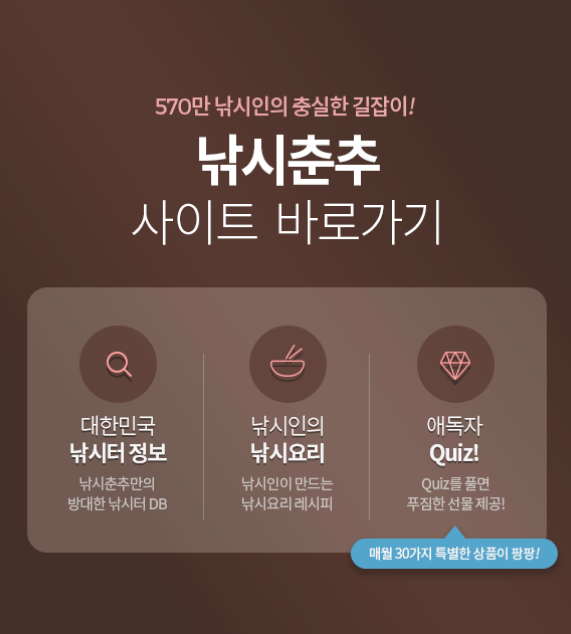 570만 낚시인의 충실한 길잡이!
낚시춘추
사이트 바로가기
대한민국
낚시터 정보
낚시춘추만의
방대한 낚시터 DB
낚시인의
낚시요리
낚시인이 만드는
낚시요리 레시피
애독자
Quiz!
Quiz를 풀면
푸짐한 선물 제공!
매월 30가지 특별한 상품이 팡팡!